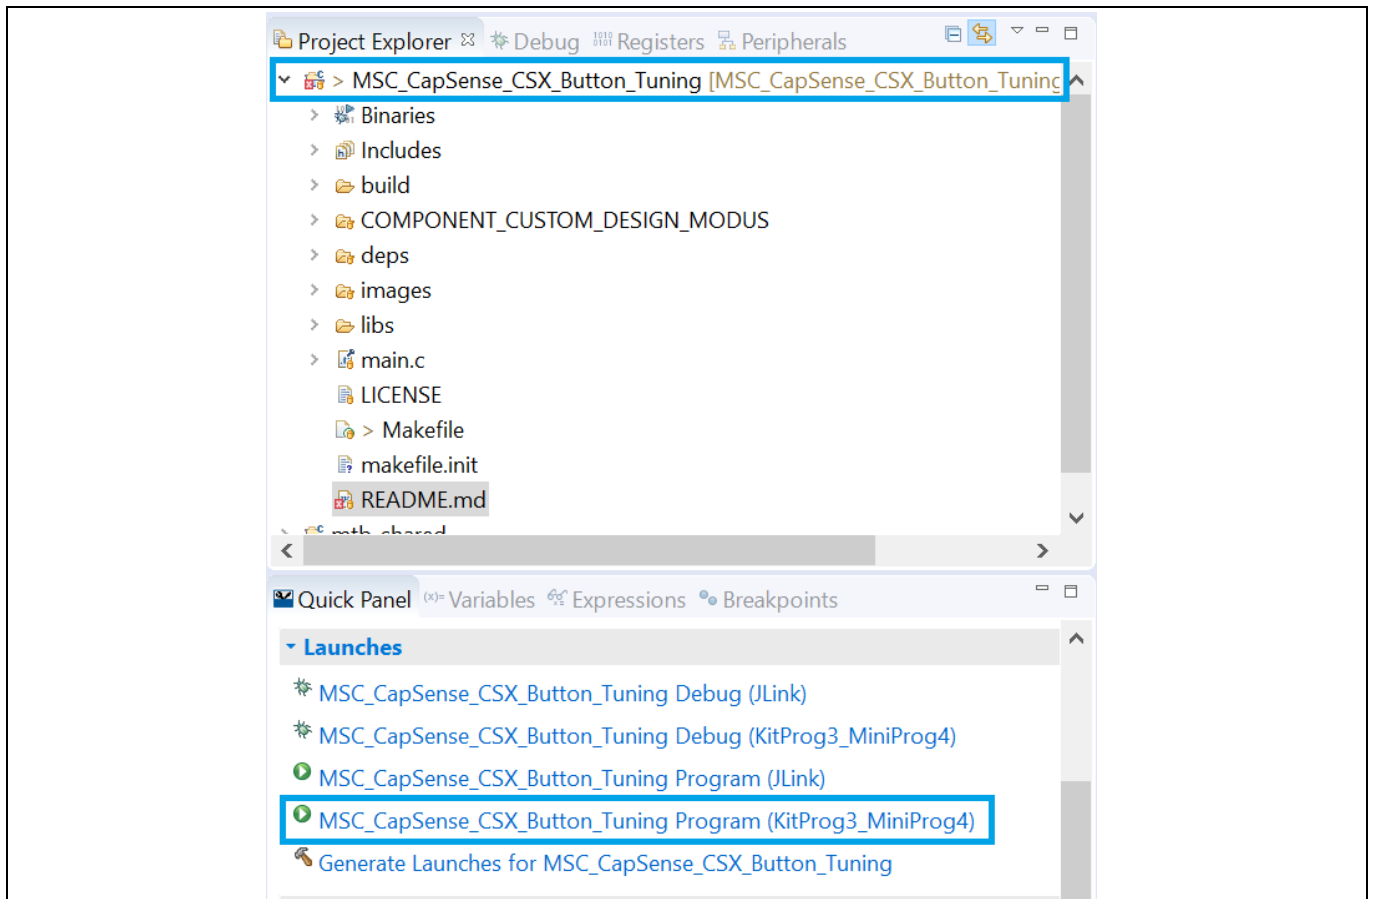 Project Explorer Debug Registers Peripherals
> MSC_CapSense_CSX_Button_Tuning [MSC_CapSense_CSX_Button_Tuning
Binaries
Includes
build
COMPONENT_CUSTOM_DESIGN_MODUS
deps
images
libs
main.c
LICENSE
> Makefile
makefile.init
README.md
mtb_shared
Quick Panel (x)= Variables Expressions Breakpoints
Launches
MSC_CapSense_CSX_Button_Tuning Debug (JLink)
MSC_CapSense_CSX_Button_Tuning Debug (KitProg3_MiniProg4)
MSC_CapSense_CSX_Button_Tuning Program (JLink)
MSC_CapSense_CSX_Button_Tuning Program (KitProg3_MiniProg4)
Generate Launches for MSC_CapSense_CSX_Button_Tuning